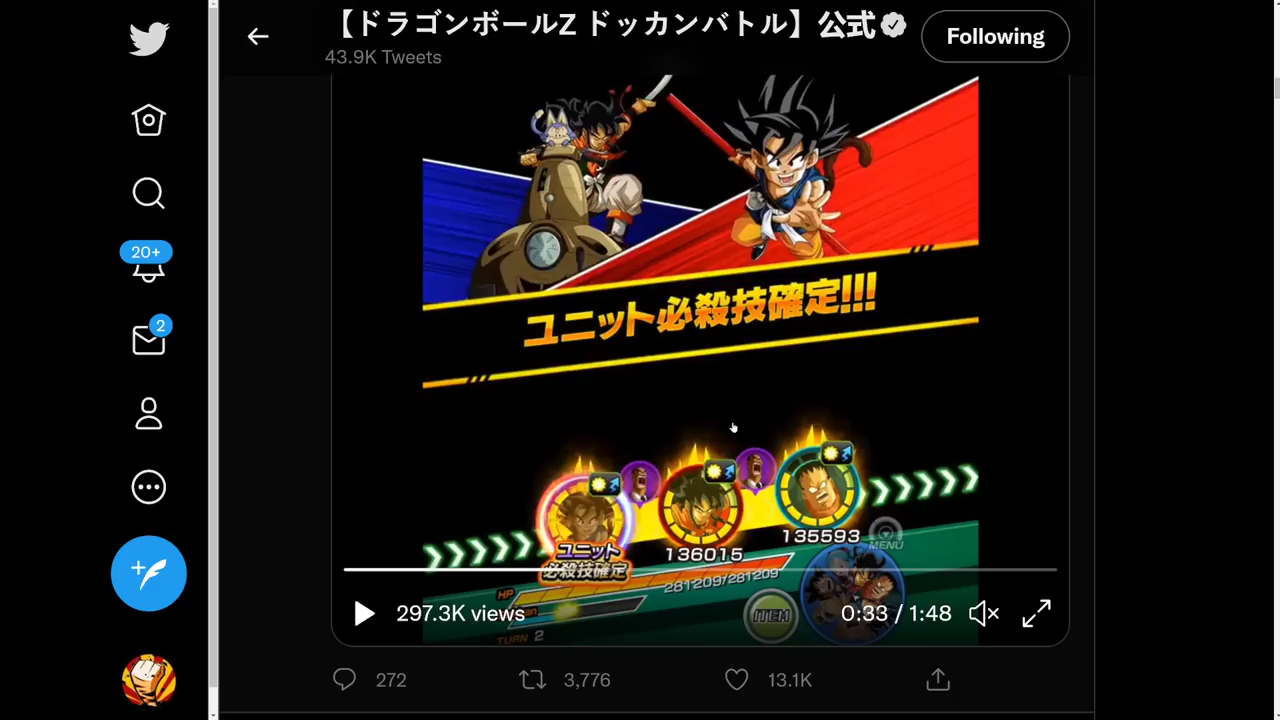 【ドラゴンボールZ ドッカンバトル】公式
43.9K Tweets
Following
20+
2
ユニット必殺技確定!!!
ユニット
必殺技確定
136015
135593
MENU
HP
281209/281209
ITEM
TURN 2
297.3K views
0:33 / 1:48
272
3,776
13.1K